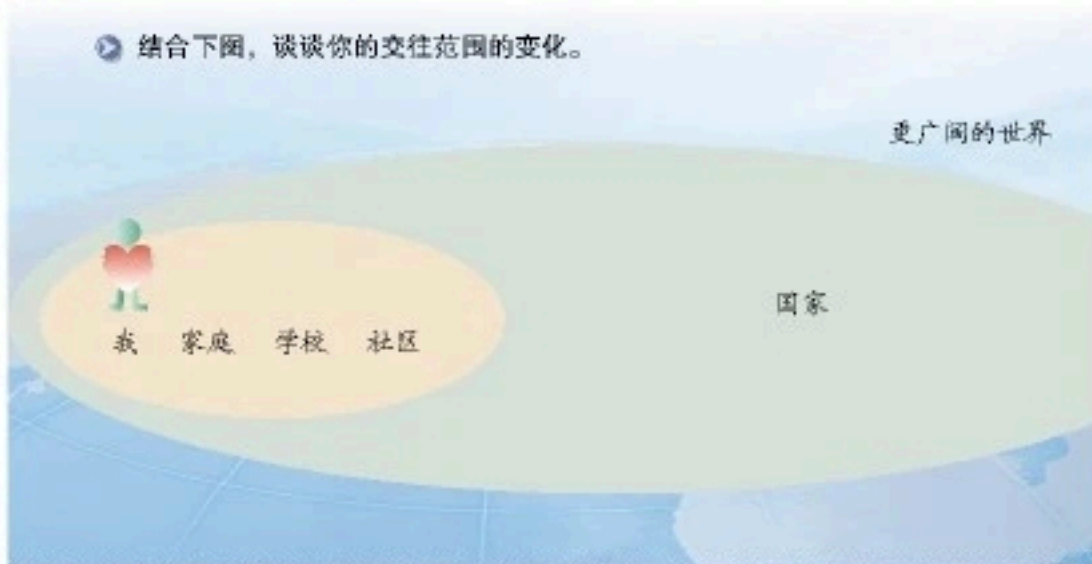 结合下图，谈谈你的交往范围的变化。
更广阔的世界
国家
我 家庭 学校 社区